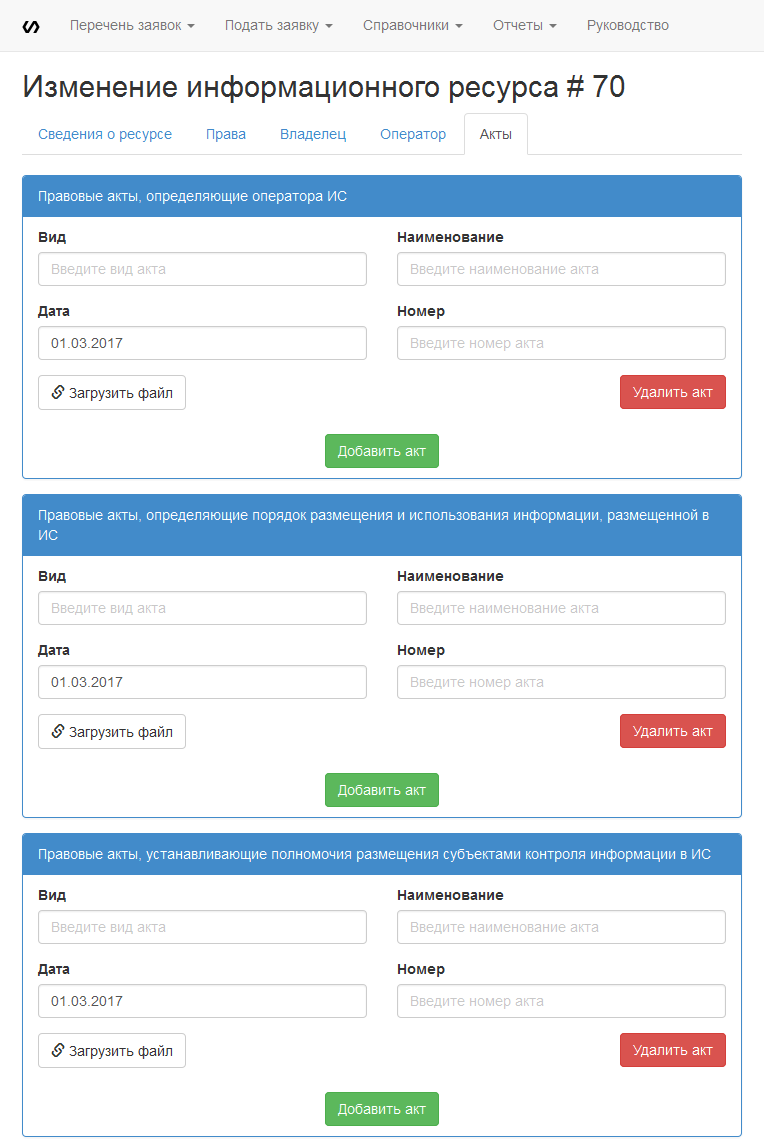 Перечень заявок Подать заявку Справочники Отчеты Руководство
Изменение информационного ресурса # 70
Сведения о ресурсе Права Владелец Оператор Акты
Правовые акты, определяющие оператора ИС
Вид Наименование
Введите вид акта Введите наименование акта
Дата Номер
01.03.2017 Введите номер акта
Загрузить файл Удалить акт
Добавить акт
Правовые акты, определяющие порядок размещения и использования информации, размещенной в
ИС
Вид Наименование
Введите вид акта Введите наименование акта
Дата Номер
01.03.2017 Введите номер акта
Загрузить файл Удалить акт
Добавить акт
Правовые акты, устанавливающие полномочия размещения субъектами контроля информации в ИС
Вид Наименование
Введите вид акта Введите наименование акта
Дата Номер
01.03.2017 Введите номер акта
Загрузить файл Удалить акт
Добавить акт